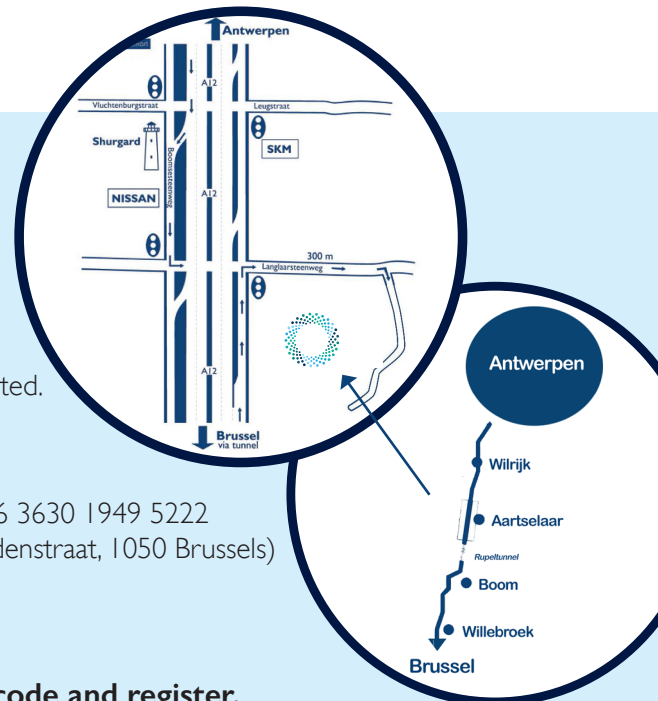 Antwerpen
A12
Vluchtenburgstraat
Leugstraat
Shurgard
SKM
Boomsesteenweg
NISSAN
A12
300 m
Langlaarsteenweg
A12
Brussel
via tunnel
ted.
6 3630 1949 5222
denstraat, 1050 Brussels)
code and register.
Antwerpen
Wilrijk
Aartselaar
Rupeltunnel
Boom
Willebroek
Brussel